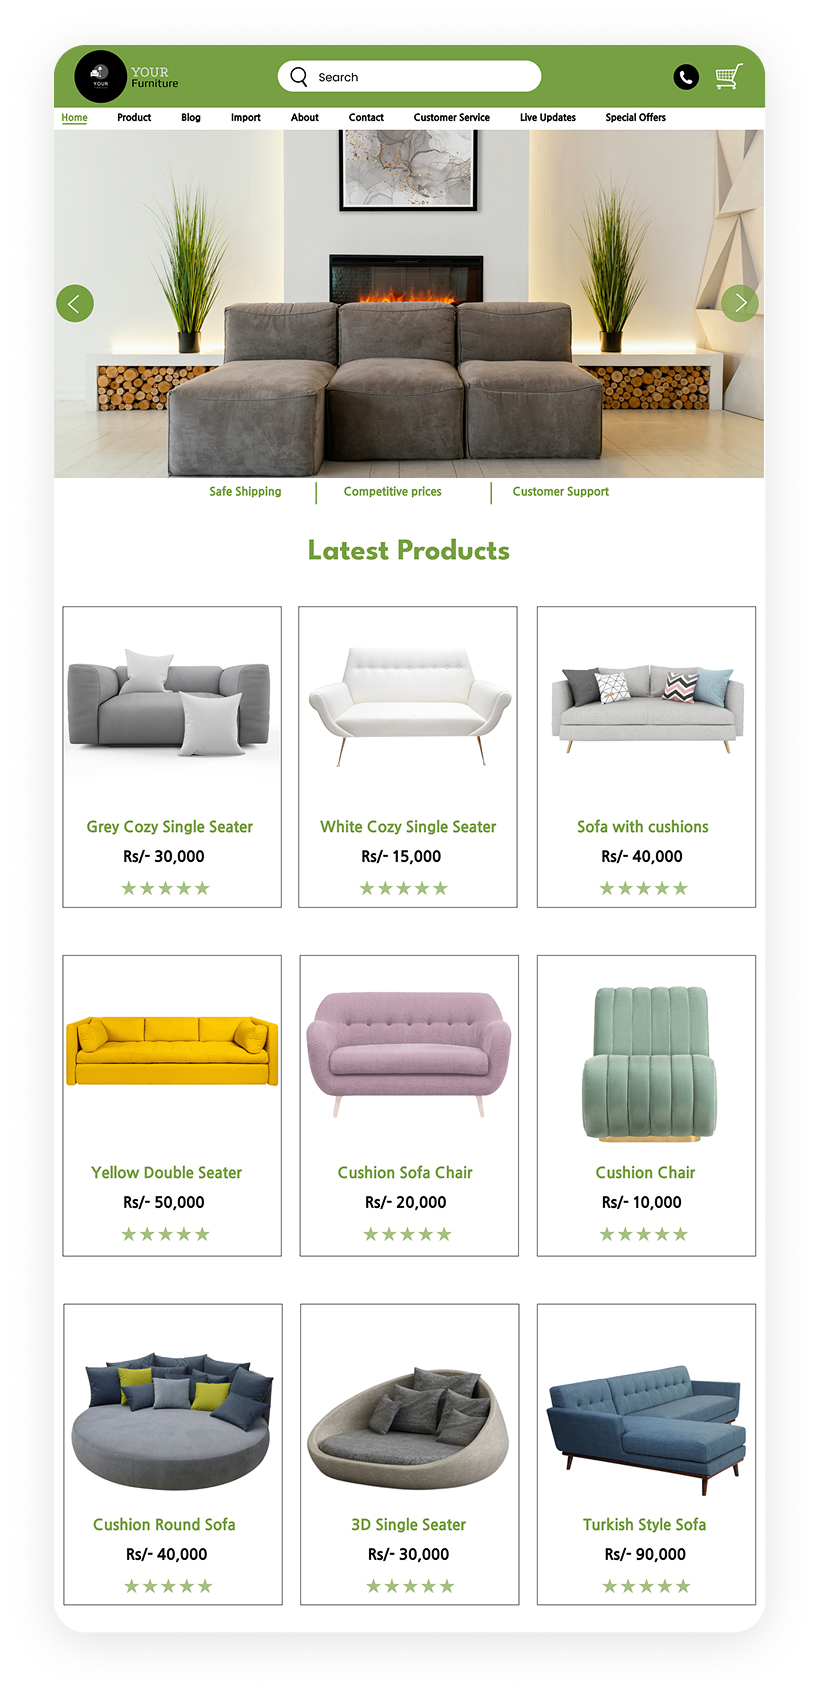 YOUR
YOUR
Furniture
Search
Home Product Blog Import About Contact Customer Service Live Updates Special Offers
Safe Shipping Competitive prices Customer Support
Latest Products
Grey Cozy Single Seater
Rs/- 30,000
White Cozy Single Seater
Rs/- 15,000
Sofa with cushions
Rs/- 40,000
Yellow Double Seater
Rs/- 50,000
Cushion Sofa Chair
Rs/- 20,000
Cushion Chair
Rs/- 10,000
Cushion Round Sofa
Rs/- 40,000
3D Single Seater
Rs/- 30,000
Turkish Style Sofa
Rs/- 90,000